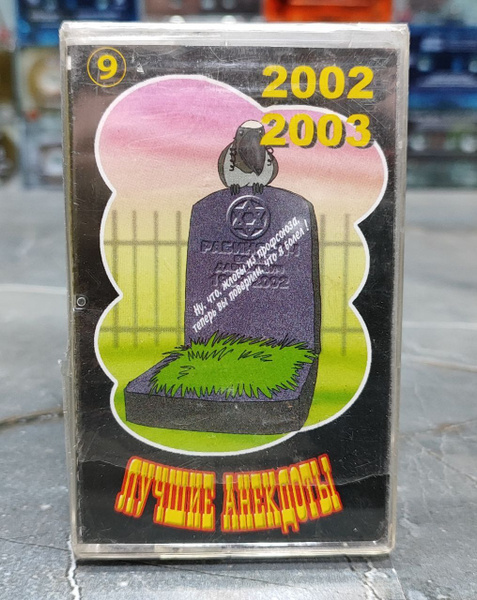 9
2002
2003
Ну, что, жлобы из профсоюза,
теперь вы поверили, что я болел!
ЛУЧШИЕ АНЕКДОТЫ